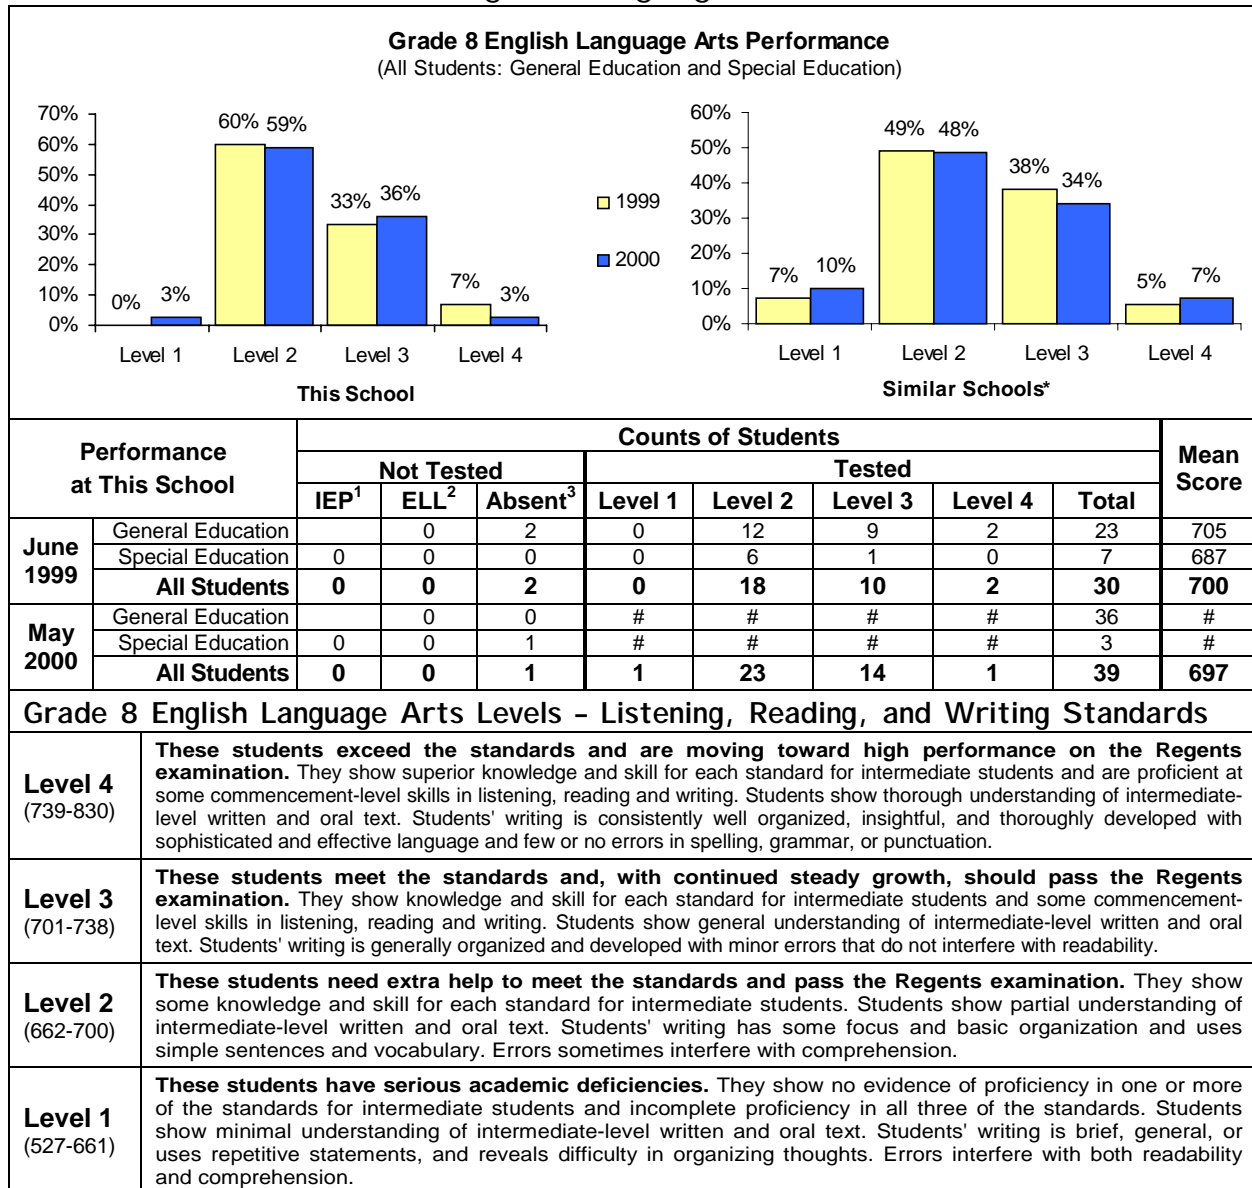 Grade 8 English Language Arts Performance
(All Students: General Education and Special Education)
70%
60%
50%
40%
30%
20%
10%
0%
0% 3%
60% 59%
33% 36%
7% 3%
Level 1 Level 2 Level 3 Level 4
This School
1999
2000
60%
50%
40%
30%
20%
10%
0%
7% 10%
49% 48%
38% 34%
5% 7%
Level 1 Level 2 Level 3 Level 4
Similar Schools*
Performance
at This School
Counts of Students
Mean
Score
Not Tested Tested
IEP1 ELL2 Absent3 Level 1 Level 2 Level 3 Level 4 Total
June
1999
General Education 0 2 0 12 9 2 23 705
Special Education 0 0 0 0 6 1 0 7 687
All Students 0 0 2 0 18 10 2 30 700
May
2000
General Education 0 0 # # # # 36 #
Special Education 0 0 1 # # # # 3 #
All Students 0 0 1 1 23 14 1 39 697
Grade 8 English Language Arts Levels – Listening, Reading, and Writing Standards
Level 4
(739-830)
These students exceed the standards and are moving toward high performance on the Regents
examination. They show superior knowledge and skill for each standard for intermediate students and are proficient at
some commencement-level skills in listening, reading and writing. Students show thorough understanding of intermediate-
level written and oral text. Students' writing is consistently well organized, insightful, and thoroughly developed with
sophisticated and effective language and few or no errors in spelling, grammar, or punctuation.
Level 3
(701-738)
These students meet the standards and, with continued steady growth, should pass the Regents
examination. They show knowledge and skill for each standard for intermediate students and some commencement-
level skills in listening, reading and writing. Students show general understanding of intermediate-level written and oral
text. Students' writing is generally organized and developed with minor errors that do not interfere with readability.
Level 2
(662-700)
These students need extra help to meet the standards and pass the Regents examination. They show
some knowledge and skill for each standard for intermediate students. Students show partial understanding of
intermediate-level written and oral text. Students' writing has some focus and basic organization and uses
simple sentences and vocabulary. Errors sometimes interfere with comprehension.
Level 1
(527-661)
These students have serious academic deficiencies. They show no evidence of proficiency in one or more
of the standards for intermediate students and incomplete proficiency in all three of the standards. Students
show minimal understanding of intermediate-level written and oral text. Students' writing is brief, general, or
uses repetitive statements, and reveals difficulty in organizing thoughts. Errors interfere with both readability
and comprehension.